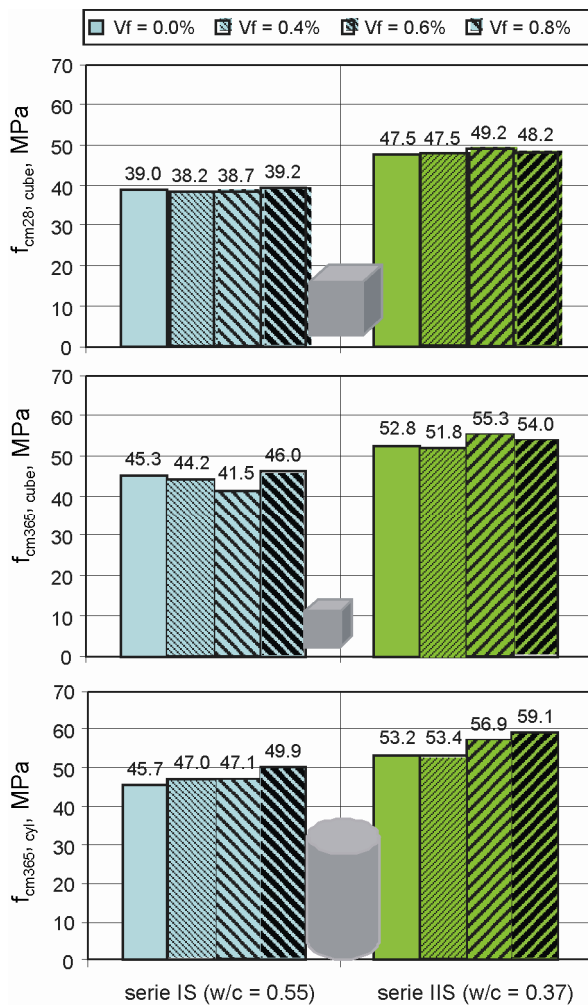 Vf = 0.0% Vf = 0.4% Vf = 0.6% Vf = 0.8%
fcm28, cube, MPa
70
60
50
40
30
20
10
0
39.0 38.2 38.7 39.2
47.5 47.5 49.2 48.2
fcm365, cube, MPa
70
60
50
40
30
20
10
0
45.3 44.2 41.5 46.0
52.8 51.8 55.3 54.0
fcm365, cyl, MPa
70
60
50
40
30
20
10
0
45.7 47.0 47.1 49.9
53.2 53.4 56.9 59.1
serie IS (w/c = 0.55) serie IIS (w/c = 0.37)